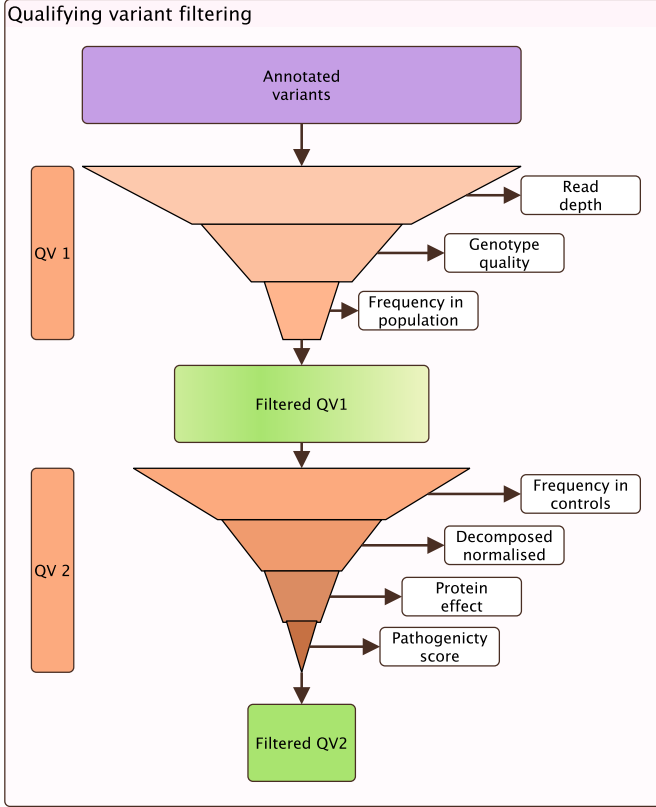 Qualifying variant filtering
Annotated
variants
Read
depth
QV 1
Genotype
quality
Frequency in
population
Filtered QV1
Frequency in
controls
Decomposed
normalised
QV 2
Protein
effect
Pathogenicty
score
Filtered QV2